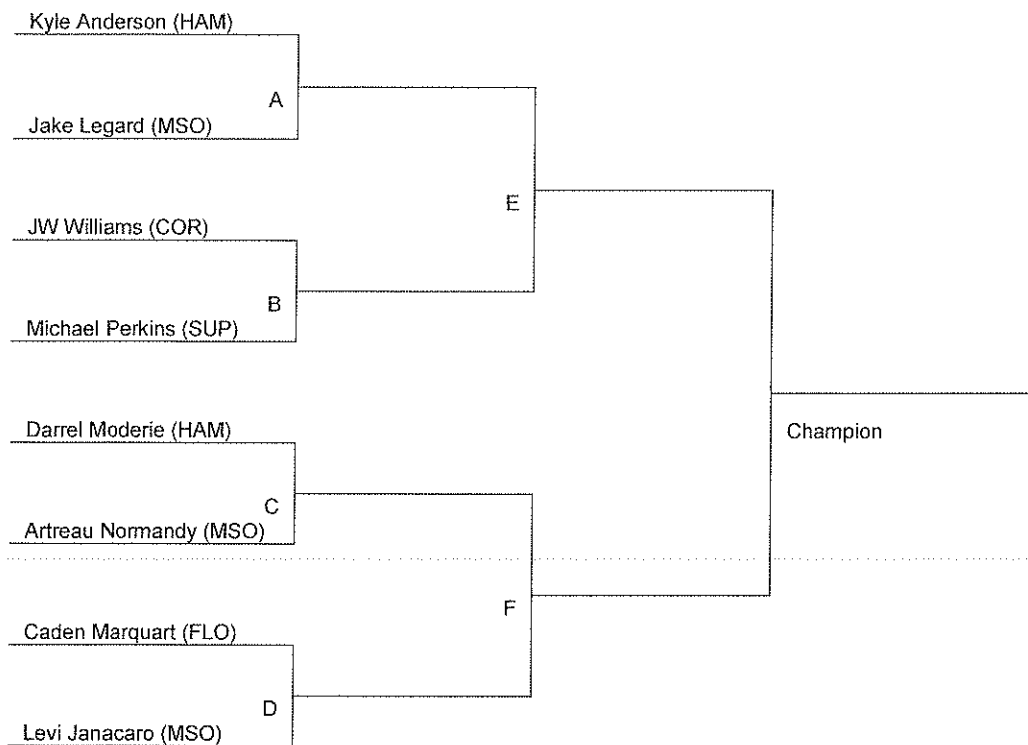 Kyle Anderson (HAM)
A
Jake Legard (MSO)
E
JW Williams (COR)
B
Michael Perkins (SUP)
Darrel Moderie (HAM)
Champion
C
Artreau Normandy (MSO)
F
Caden Marquart (FLO)
D
Levi Janacaro (MSO)